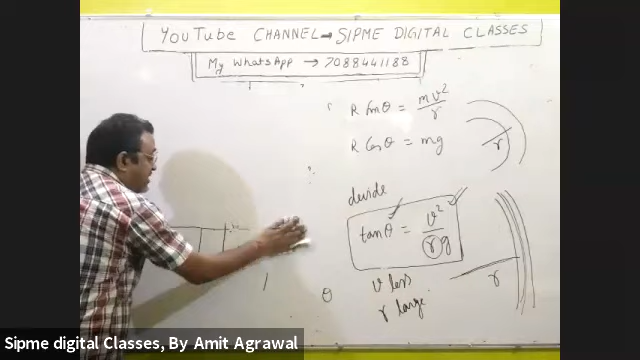 YouTube CHANNEL → SIPME DIGITAL CLASSES
My WhatsApp → 7088441188
R Sinθ = mv²/r
R Cosθ = mg
r
divide
tanθ = v²/rg
v less
θ
r large
r
Sipme digital Classes, By Amit Agrawal